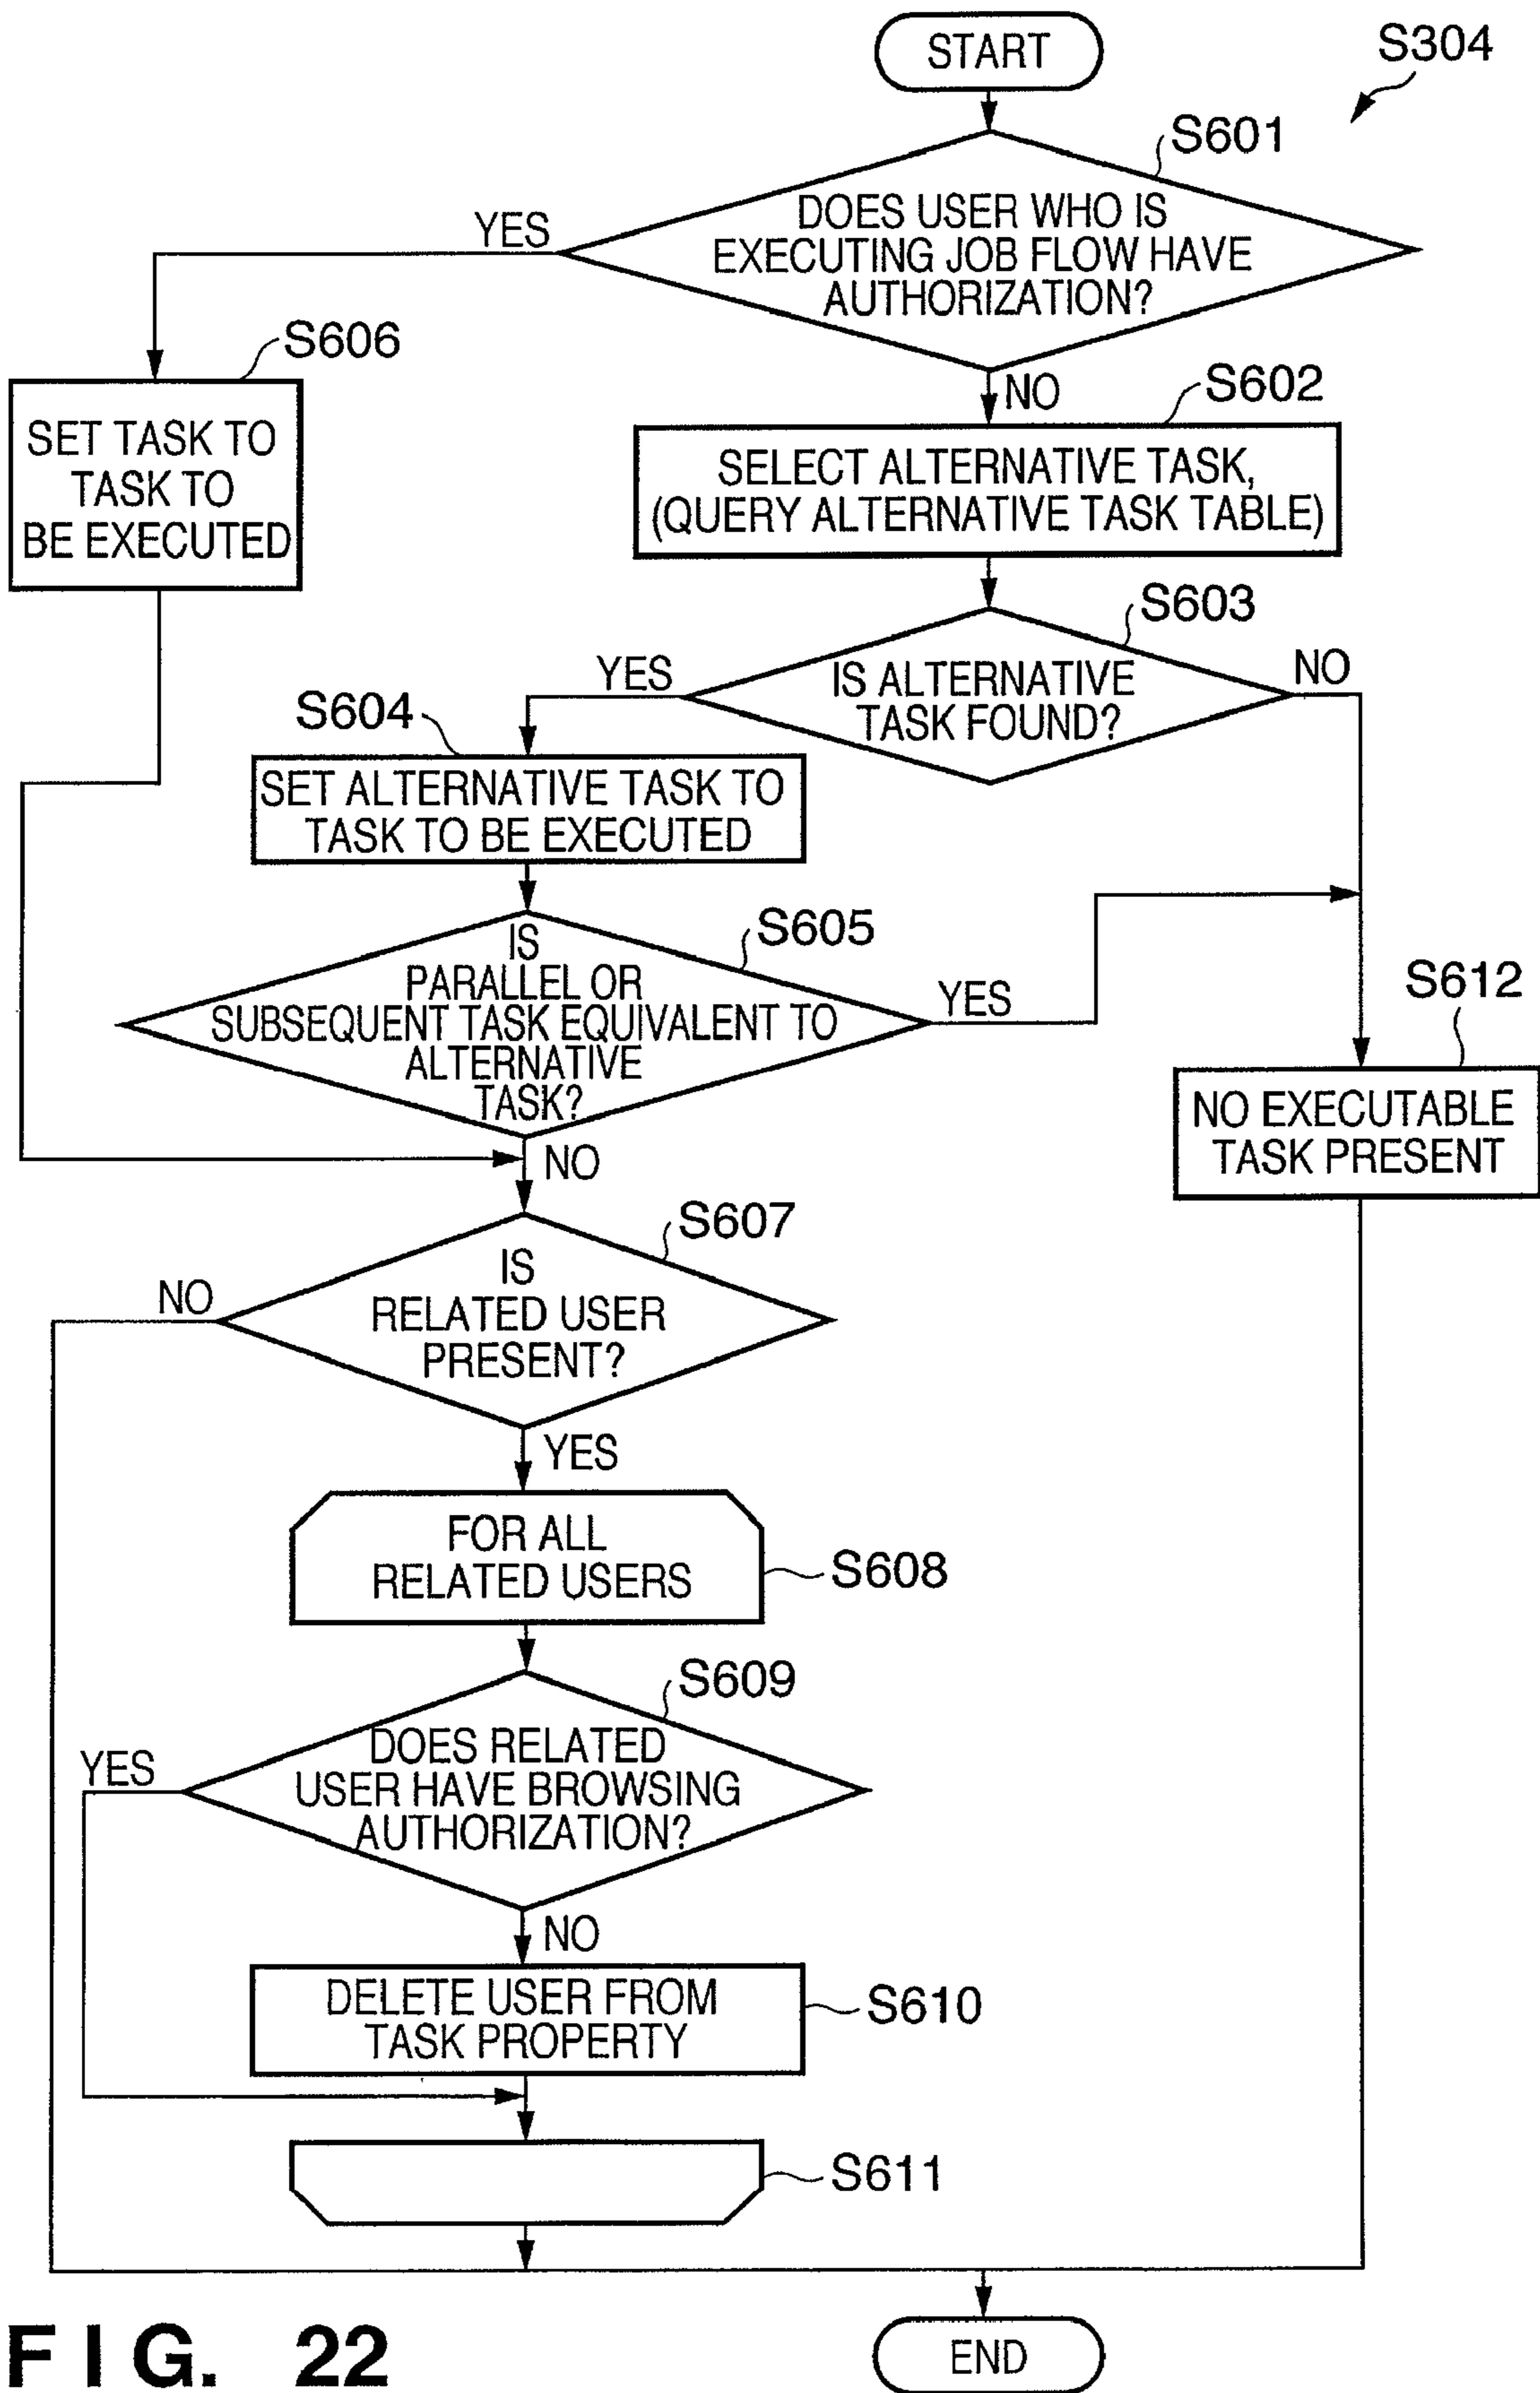 START
S304
S601
DOES USER WHO IS
EXECUTING JOB FLOW HAVE
AUTHORIZATION?
YES
NO
S606
SET TASK TO
TASK TO
BE EXECUTED
S602
SELECT ALTERNATIVE TASK,
(QUERY ALTERNATIVE TASK TABLE)
S603
IS ALTERNATIVE
TASK FOUND?
YES
NO
S604
SET ALTERNATIVE TASK TO
TASK TO BE EXECUTED
S605
IS
PARALLEL OR
SUBSEQUENT TASK EQUIVALENT TO
ALTERNATIVE
TASK?
YES
NO
S612
NO EXECUTABLE
TASK PRESENT
S607
IS
RELATED USER
PRESENT?
NO
YES
FOR ALL
RELATED USERS
S608
S609
DOES RELATED
USER HAVE BROWSING
AUTHORIZATION?
YES
NO
DELETE USER FROM
TASK PROPERTY
S610
S611
END
FIG. 22